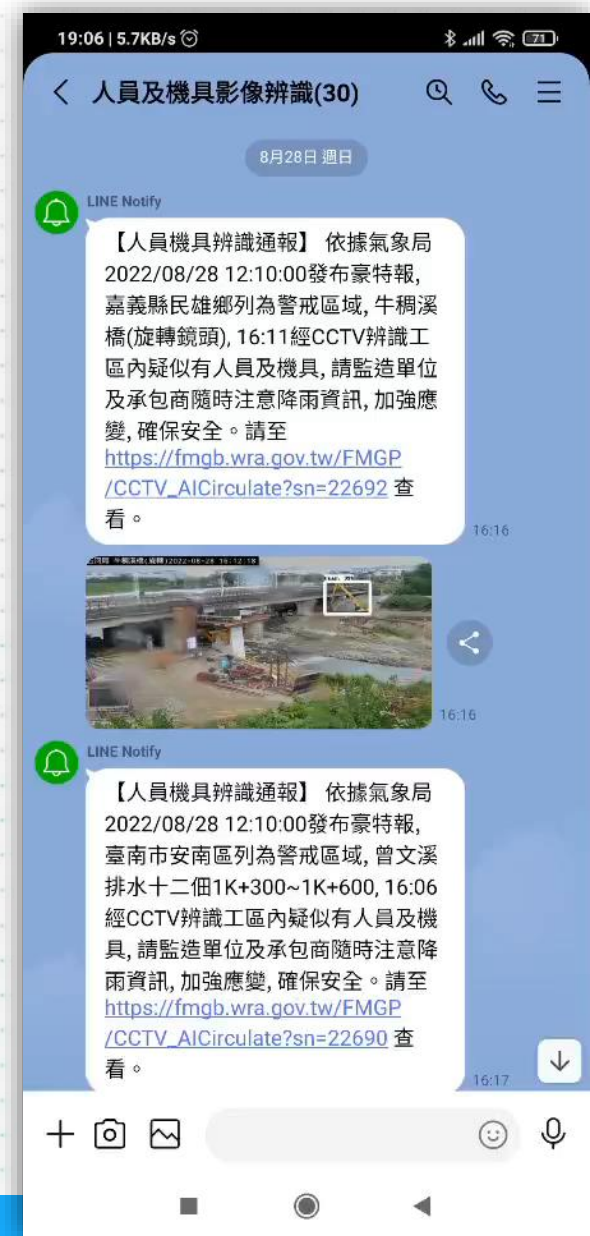 19:06 | 5.7KB/s
71
人員及機具影像辨識(30)
8月28日 週日
LINE Notify
【人員機具辨識通報】 依據氣象局
2022/08/28 12:10:00發布豪特報,
嘉義縣民雄鄉列為警戒區域, 牛稠溪
橋(旋轉鏡頭), 16:11經CCTV辨識工
區內疑似有人員及機具, 請監造單位
及承包商隨時注意降雨資訊, 加強應
變, 確保安全。請至
https://fmgb.wra.gov.tw/FMGP
/CCTV_AICirculate?sn=22692 查
看。
16:16
牛稠溪橋(旋轉)2022-08-28 16:12:18
16:16
LINE Notify
【人員機具辨識通報】 依據氣象局
2022/08/28 12:10:00發布豪特報,
臺南市安南區列為警戒區域, 曾文溪
排水十二佃1K+300~1K+600, 16:06
經CCTV辨識工區內疑似有人員及機
具, 請監造單位及承包商隨時注意降
雨資訊, 加強應變, 確保安全。請至
https://fmgb.wra.gov.tw/FMGP
/CCTV_AICirculate?sn=22690 查
看。
16:17